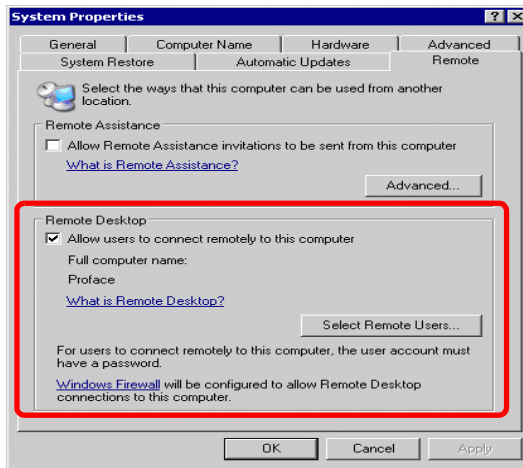 System Properties
General Computer Name Hardware Advanced
System Restore Automatic Updates Remote
Select the ways that this computer can be used from another
location.
Remote Assistance
Allow Remote Assistance invitations to be sent from this computer
What is Remote Assistance?
Advanced...
Remote Desktop
Allow users to connect remotely to this computer
Full computer name:
Proface
What is Remote Desktop?
Select Remote Users...
For users to connect remotely to this computer, the user account must
have a password.
Windows Firewall will be configured to allow Remote Desktop
connections to this computer.
OK Cancel Apply